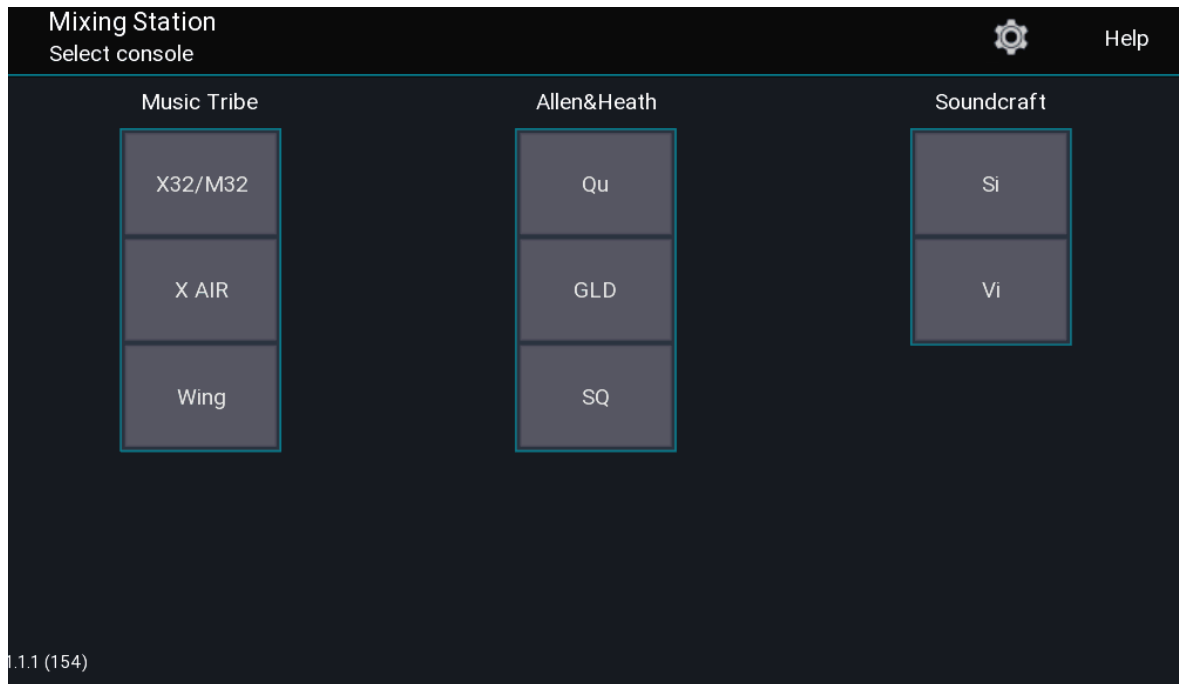 Mixing Station
Select console
Help
Music Tribe
Allen&Heath
Soundcraft
X32/M32
Qu
Si
X AIR
GLD
Vi
Wing
SQ
1.1.1 (154)